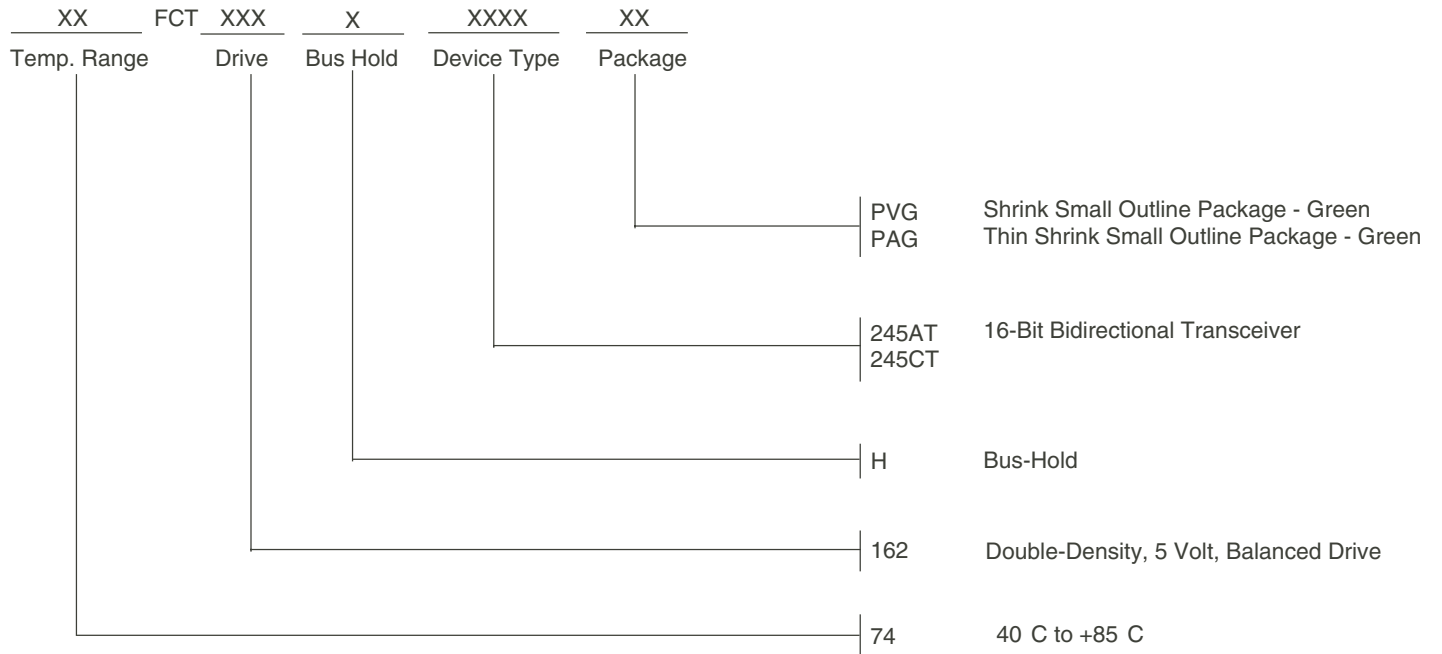 XX FCT XXX X XXXX XX
Temp. Range Drive Bus Hold Device Type Package
PVG Shrink Small Outline Package - Green
PAG Thin Shrink Small Outline Package - Green
245AT 16-Bit Bidirectional Transceiver
245CT
H Bus-Hold
162 Double-Density, 5 Volt, Balanced Drive
74 40 C to +85 C